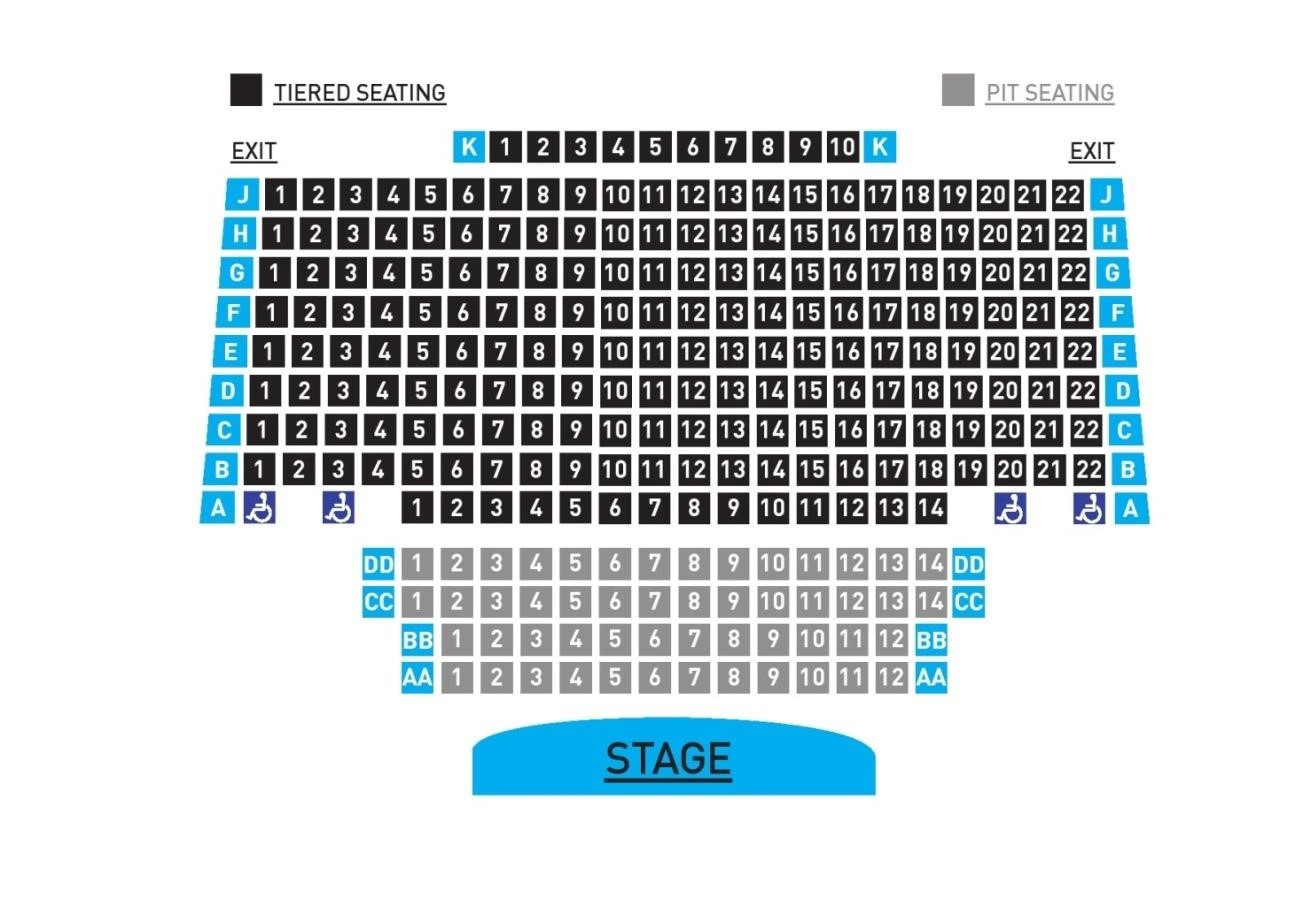 TIERED SEATING PIT SEATING
EXIT K 1 2 3 4 5 6 7 8 9 10 K EXIT
J 1 2 3 4 5 6 7 8 9 10 11 12 13 14 15 16 17 18 19 20 21 22 J
H 1 2 3 4 5 6 7 8 9 10 11 12 13 14 15 16 17 18 19 20 21 22 H
G 1 2 3 4 5 6 7 8 9 10 11 12 13 14 15 16 17 18 19 20 21 22 G
F 1 2 3 4 5 6 7 8 9 10 11 12 13 14 15 16 17 18 19 20 21 22 F
E 1 2 3 4 5 6 7 8 9 10 11 12 13 14 15 16 17 18 19 20 21 22 E
D 1 2 3 4 5 6 7 8 9 10 11 12 13 14 15 16 17 18 19 20 21 22 D
C 1 2 3 4 5 6 7 8 9 10 11 12 13 14 15 16 17 18 19 20 21 22 C
B 1 2 3 4 5 6 7 8 9 10 11 12 13 14 15 16 17 18 19 20 21 22 B
A 1 2 3 4 5 6 7 8 9 10 11 12 13 14 A
DD 1 2 3 4 5 6 7 8 9 10 11 12 13 14 DD
CC 1 2 3 4 5 6 7 8 9 10 11 12 13 14 CC
BB 1 2 3 4 5 6 7 8 9 10 11 12 BB
AA 1 2 3 4 5 6 7 8 9 10 11 12 AA
STAGE